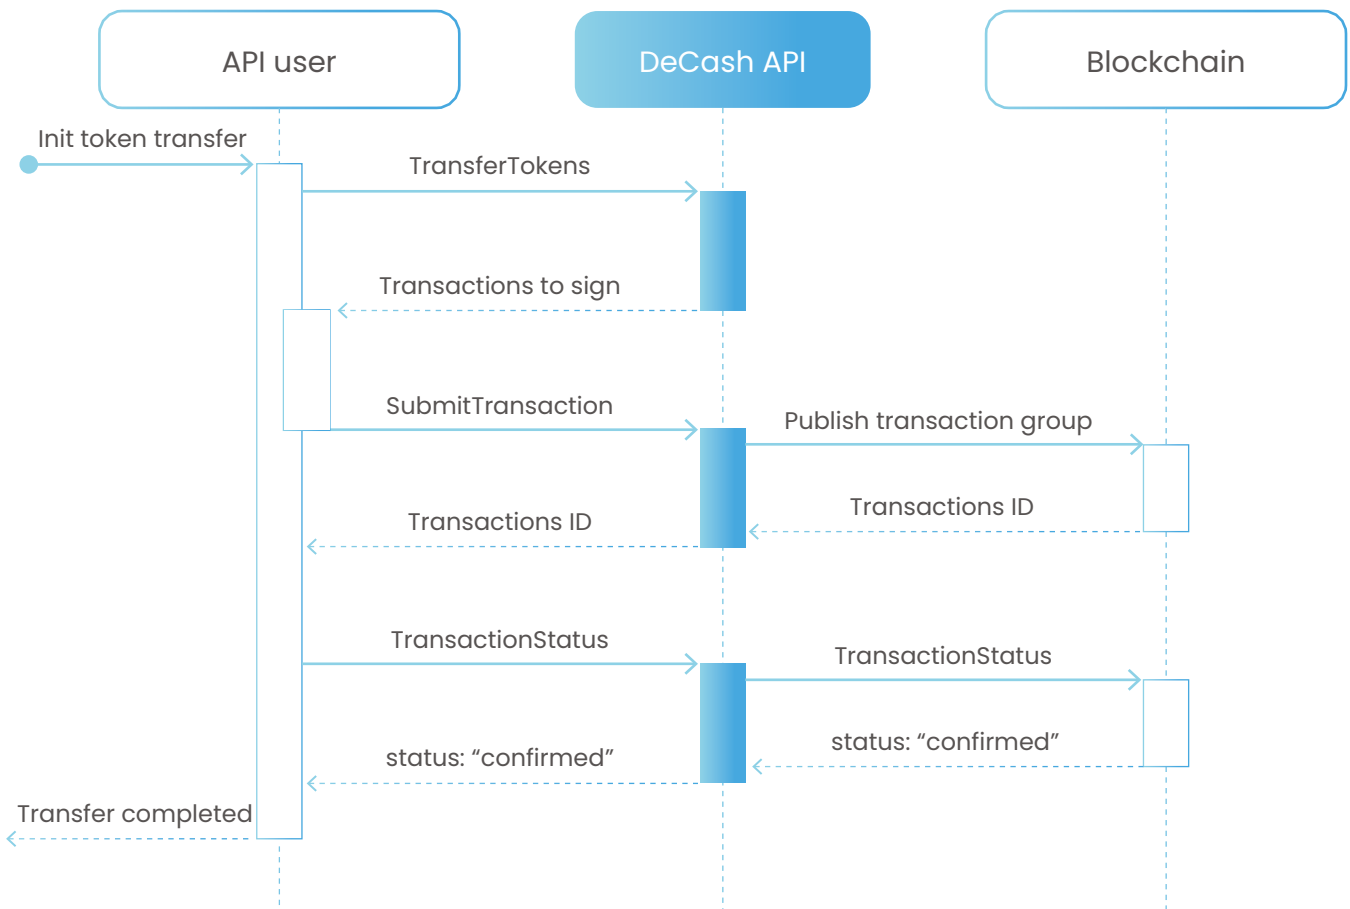 API user
DeCash API
Blockchain
Init token transfer
TransferTokens
Transactions to sign
SubmitTransaction
Publish transaction group
Transactions ID
Transactions ID
TransactionStatus
TransactionStatus
status: “confirmed”
status: “confirmed”
Transfer completed